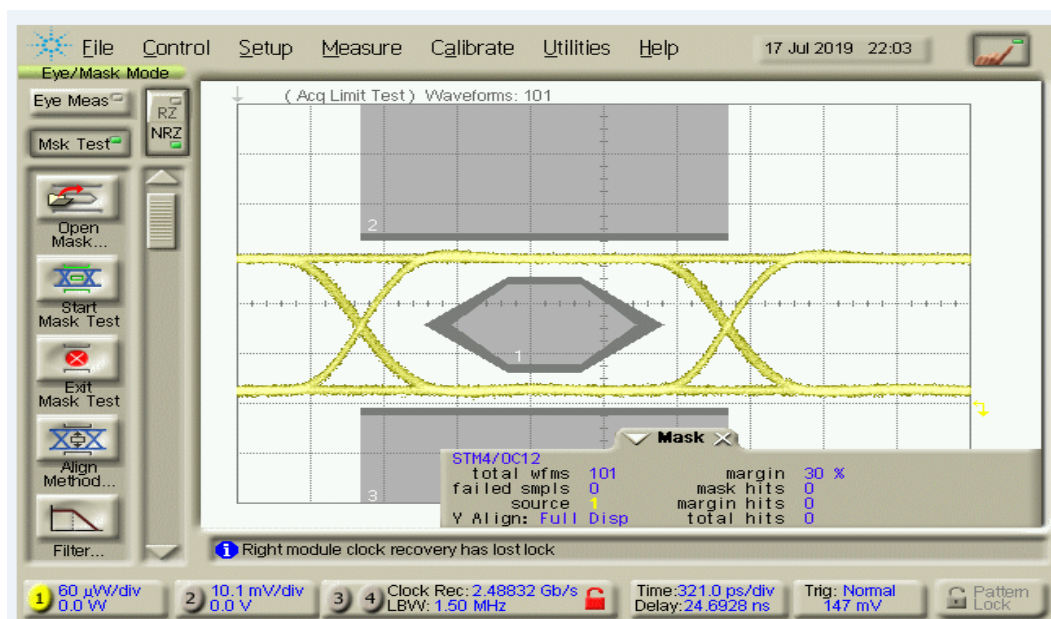 File Control Setup Measure Calibrate Utilities Help 17 Jul 2019 22:03
Eye/Mask Mode
Eye Meas
RZ
NRZ
Msk Test
Open
Mask...
Start
Mask Test
Exit
Mask Test
Align
Method...
Filter...
( Acq Limit Test ) Waveforms: 101
2
1
3
Mask
STM4/OC12
total wfms 101 margin 30 %
failed smpls 0 mask hits 0
source 1 margin hits 0
Y Align: Full Disp total hits 0
Right module clock recovery has lost lock
1 60 µW/div
0.0 W
2 10.1 mV/div
0.0 V
3 4 Clock Rec: 2.48832 Gb/s
LBW: 1.50 MHz
Time:321.0 ps/div
Delay:24.6928 ns
Trig: Normal
147 mV
Pattern
Lock